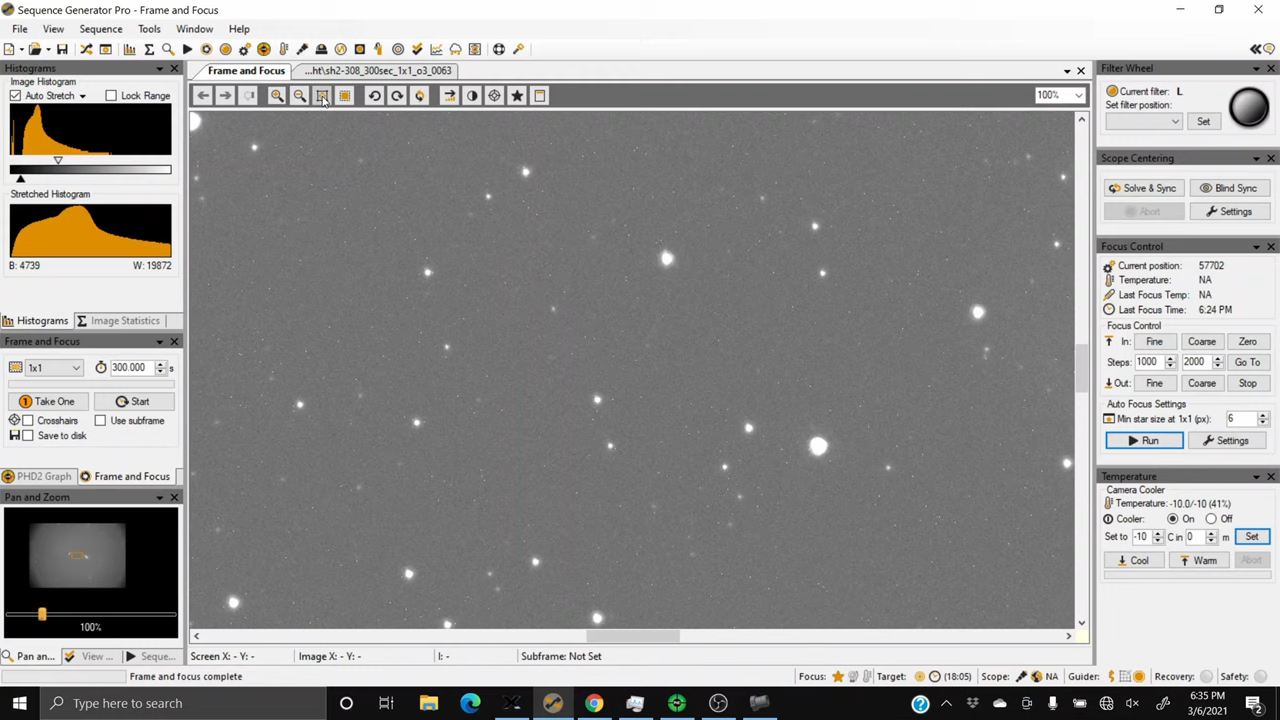 Sequence Generator Pro - Frame and Focus
File View Sequence Tools Window Help
Histograms
Image Histogram
Auto Stretch Lock Range
Stretched Histogram
B: 4739 W: 19872
Histograms Image Statistics
Frame and Focus
1x1 300.000 s
Take One Start
Crosshairs Use subframe
Save to disk
PHD2 Graph Frame and Focus
Pan and Zoom
100%
Pan an... View ... Seque...
Frame and focus complete
Frame and Focus ...ht\sh2-308_300sec_1x1_o3_0063
100%
Screen X: - Y: - Image X: - Y: - I: - Subframe: Not Set
Filter Wheel
Current filter: L
Set filter position:
Set
Scope Centering
Solve & Sync Blind Sync
Abort Settings
Focus Control
Current position: 57702
Temperature: NA
Last Focus Temp: NA
Last Focus Time: 6:24 PM
Focus Control
In: Fine Coarse Zero
Steps: 1000 2000 Go To
Out: Fine Coarse Stop
Auto Focus Settings
Min star size at 1x1 (px): 6
Run Settings
Temperature
Camera Cooler
Temperature: -10.0/-10 (41%)
Cooler: On Off
Set to -10 C in 0 m Set
Cool Warm Abort
Focus: Target: (18:05) Scope: NA Guider: Recovery: Safety:
Type here to search
6:35 PM
3/6/2021
2